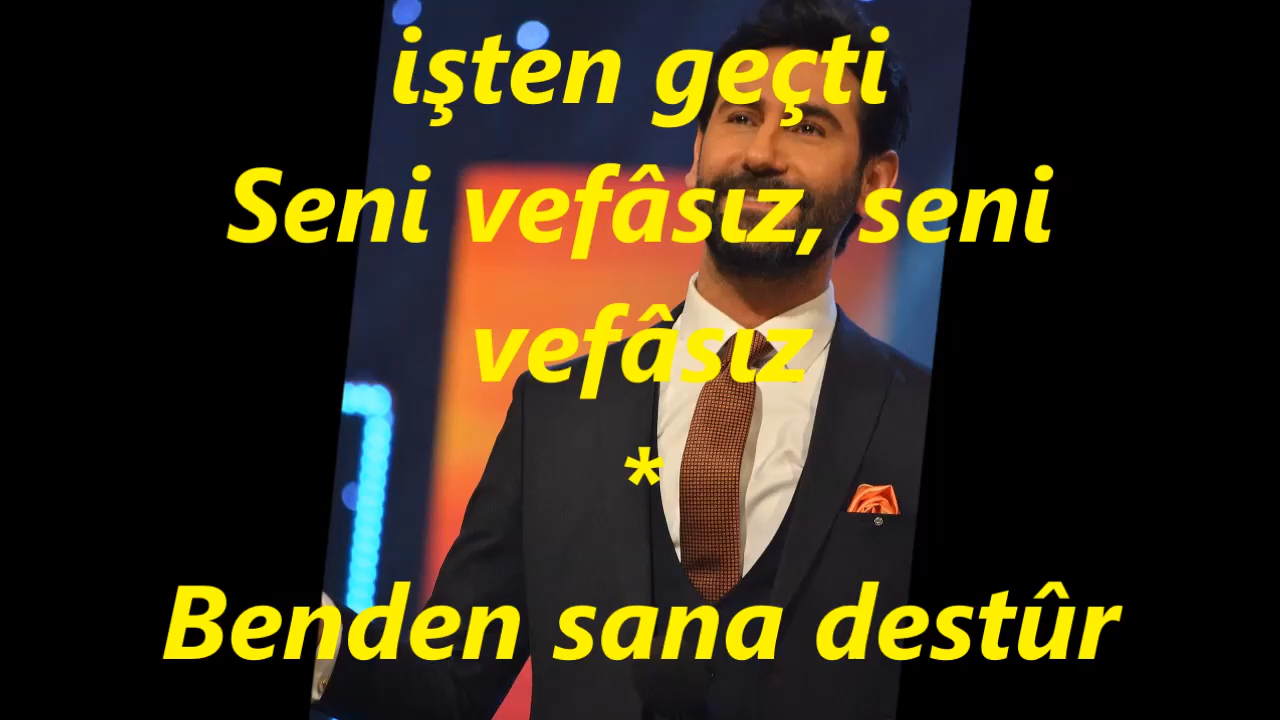 işten geçti
Seni vefâsız, seni
vefâsız
*
Benden sana destûr